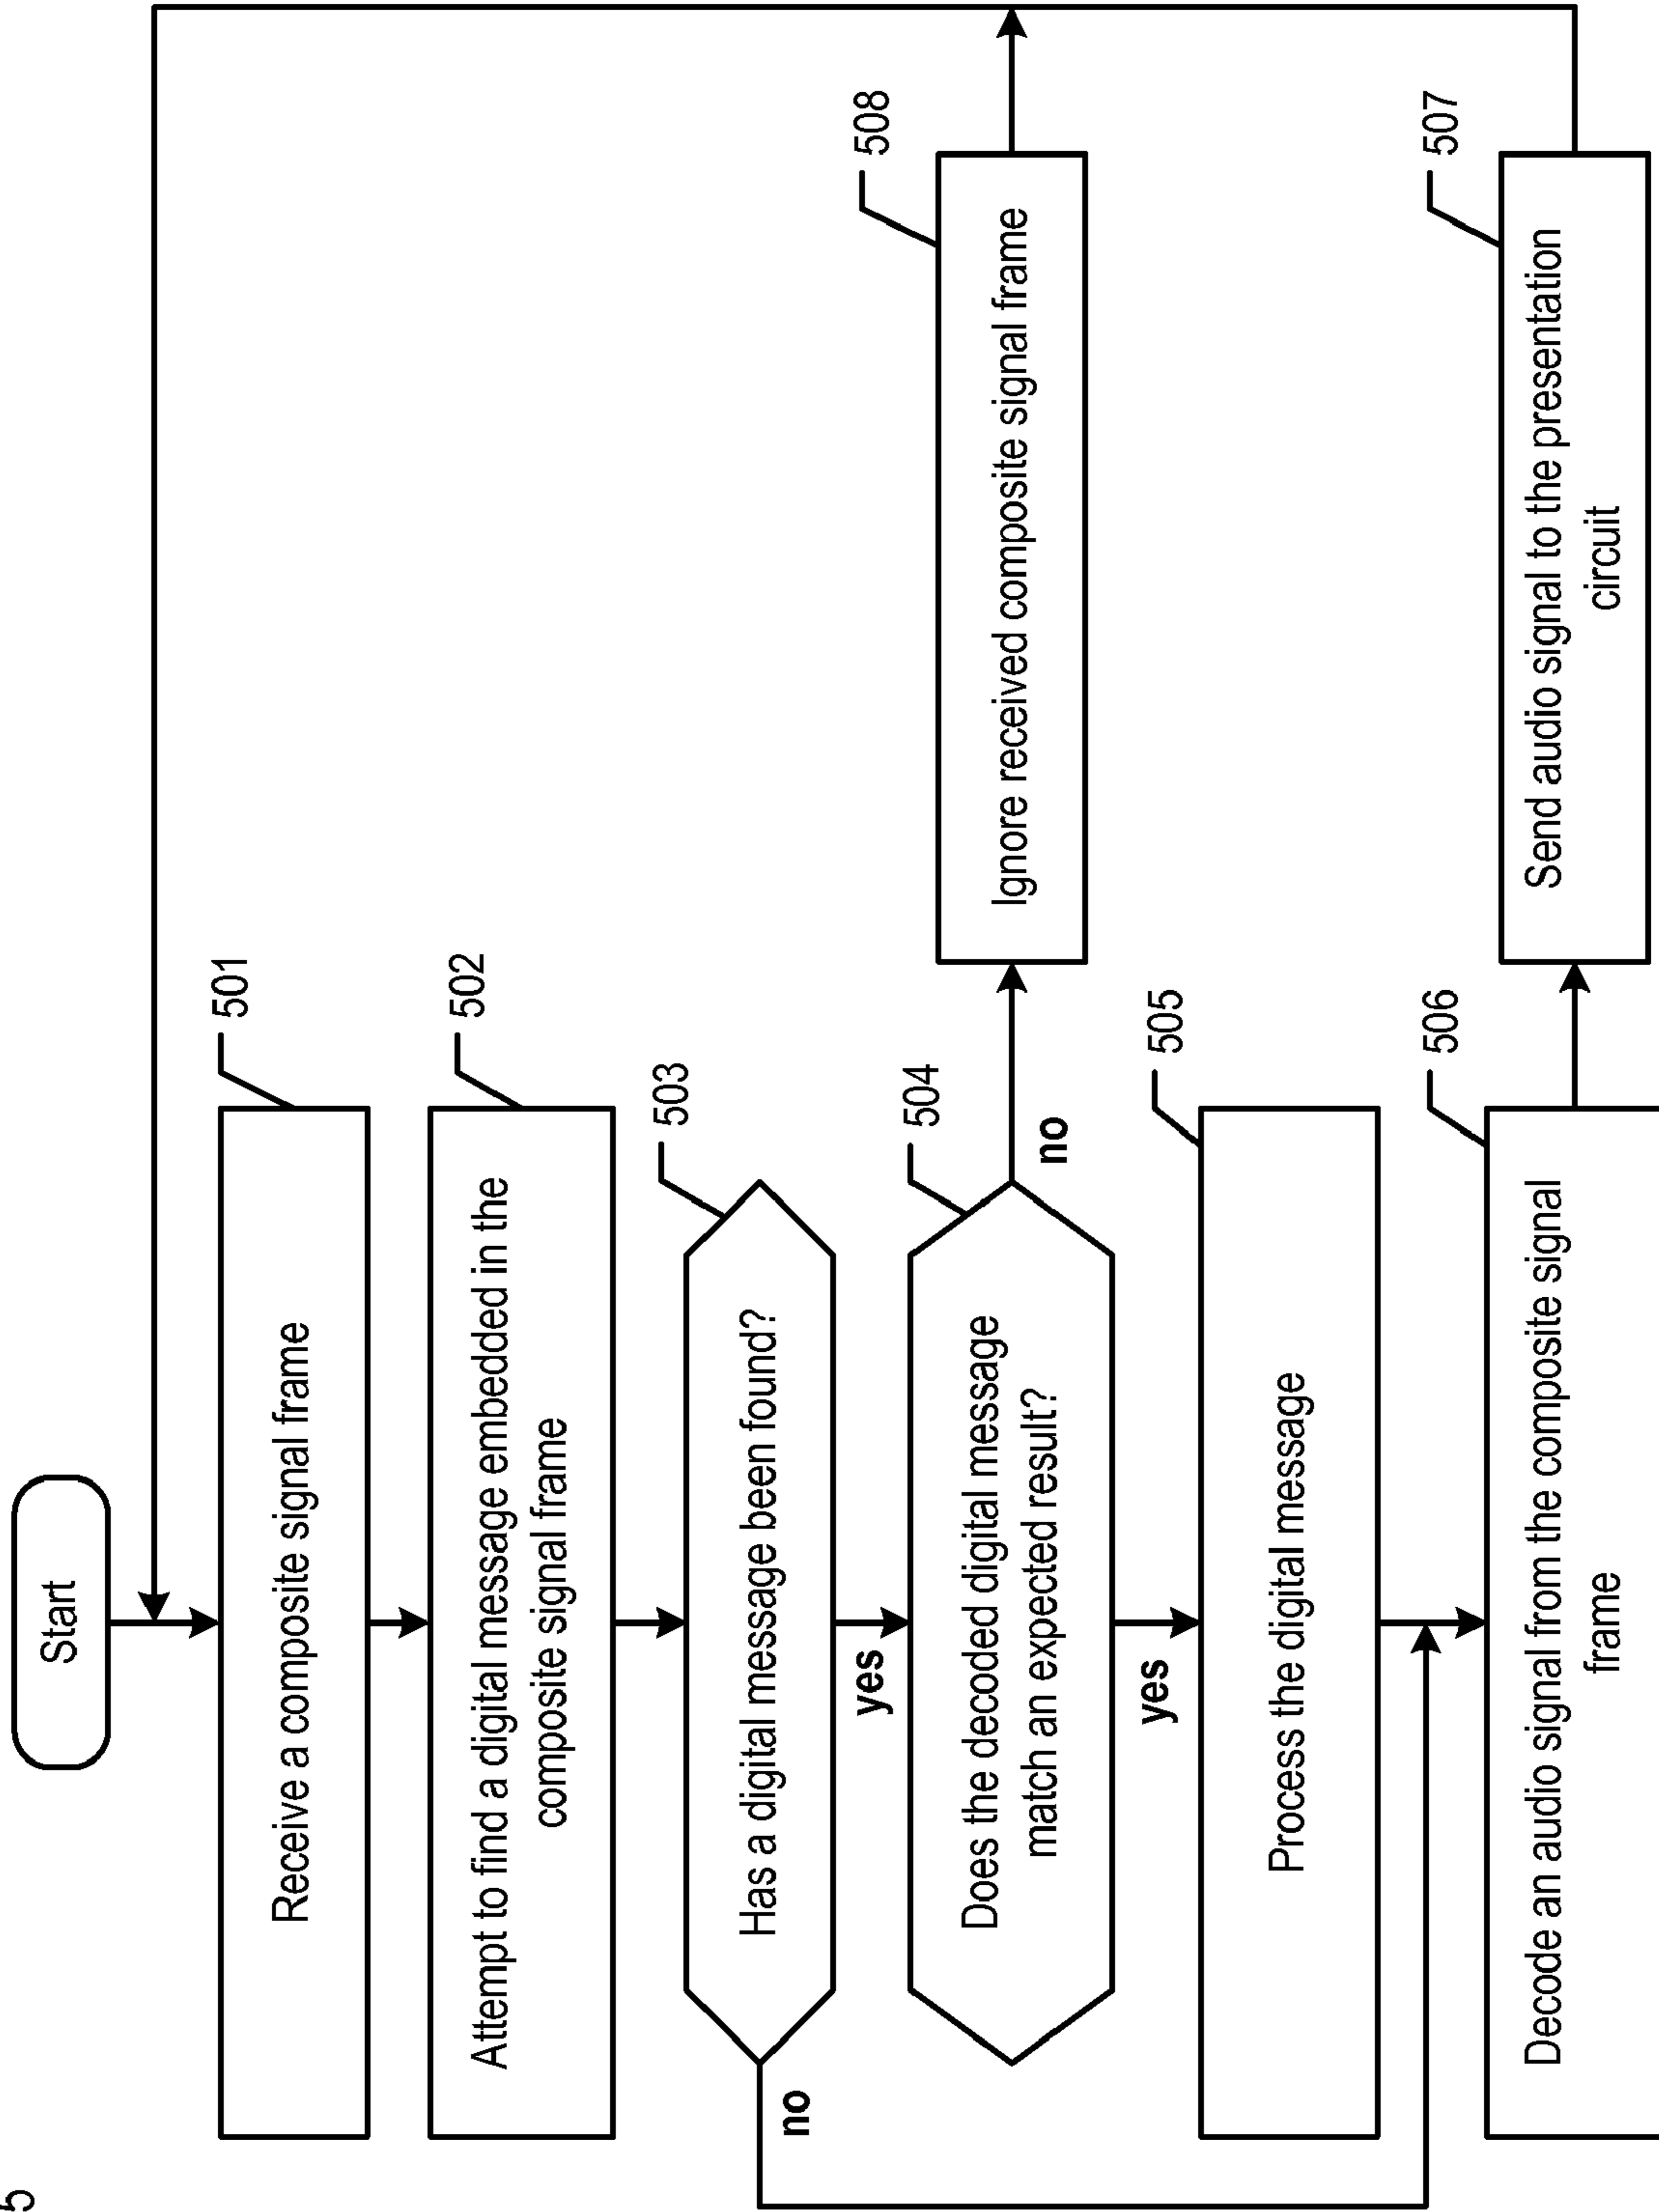 5
Start
501
Receive a composite signal frame
502
Attempt to find a digital message embedded in the
composite signal frame
503
Has a digital message been found?
no
yes
504
Does the decoded digital message
match an expected result?
no
yes
508
Ignore received composite signal frame
505
Process the digital message
506
Decode an audio signal from the composite signal
frame
507
Send audio signal to the presentation
circuit